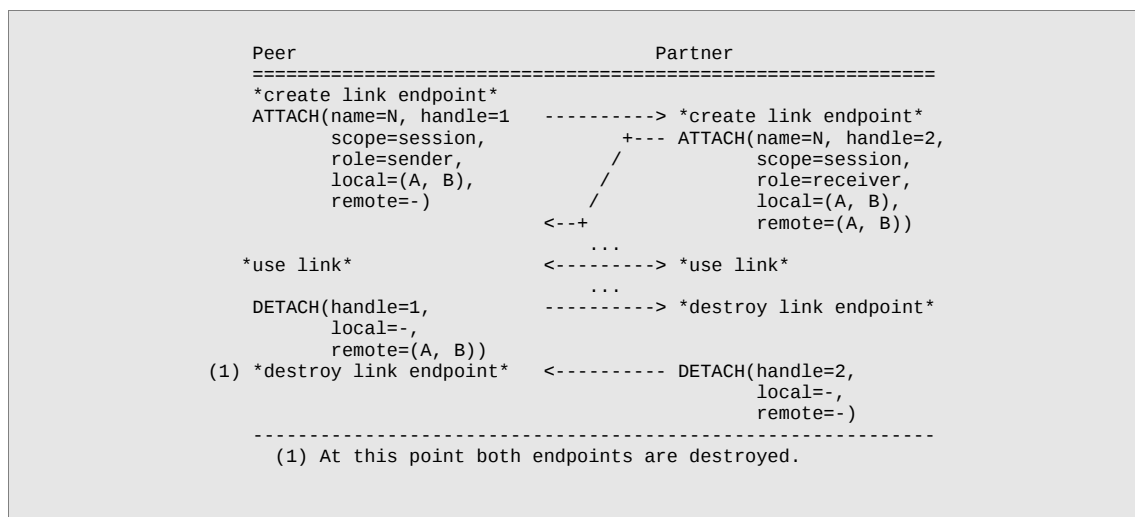 Peer                                Partner
=============================================================
*create link endpoint*
ATTACH(name=N, handle=1   ----------> *create link endpoint*
       scope=session,            +--- ATTACH(name=N, handle=2,
       role=sender,             /            scope=session,
       local=(A, B),           /             role=receiver,
       remote=-)              /              local=(A, B),
                          <--+               remote=(A, B))
                              ...
*use link*                 <---------> *use link*
                              ...
DETACH(handle=1,          ----------> *destroy link endpoint*
       local=-,
       remote=(A, B))
(1) *destroy link endpoint*   <---------- DETACH(handle=2,
                                             local=-,
                                             remote=-)
-------------------------------------------------------------
(1) At this point both endpoints are destroyed.